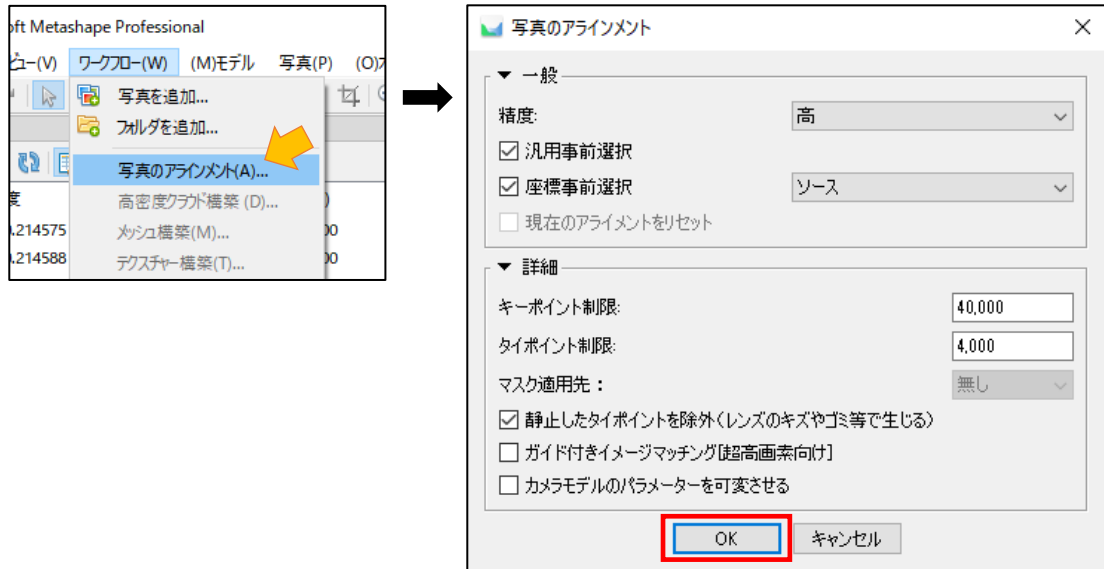 oft Metashape Professional
ビュー(V) ワークフロー(W) (M)モデル 写真(P)
写真を追加...
フォルダを追加...
写真のアラインメント(A)...
高密度クラウド構築 (D)...
メッシュ構築(M)...
テクスチャー構築(T)...
度
.214575
.214588
00
00
写真のアラインメント
一般
精度: 高
汎用事前選択
座標事前選択 ソース
現在のアライメントをリセット
詳細
キーポイント制限: 40,000
タイポイント制限: 4,000
マスク適用先： 無し
静止したタイポイントを除外(レンズのキズやゴミ等で生じる)
ガイド付きイメージマッチング[超高画素向け]
カメラモデルのパラメーターを可変させる
OK キャンセル